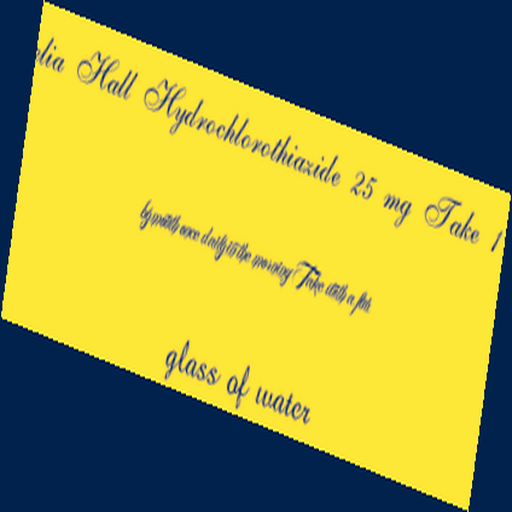 Hall Hydrochlorothiazide 25 mg Take 1
by mouth once daily in the morning Take with a full
glass of water